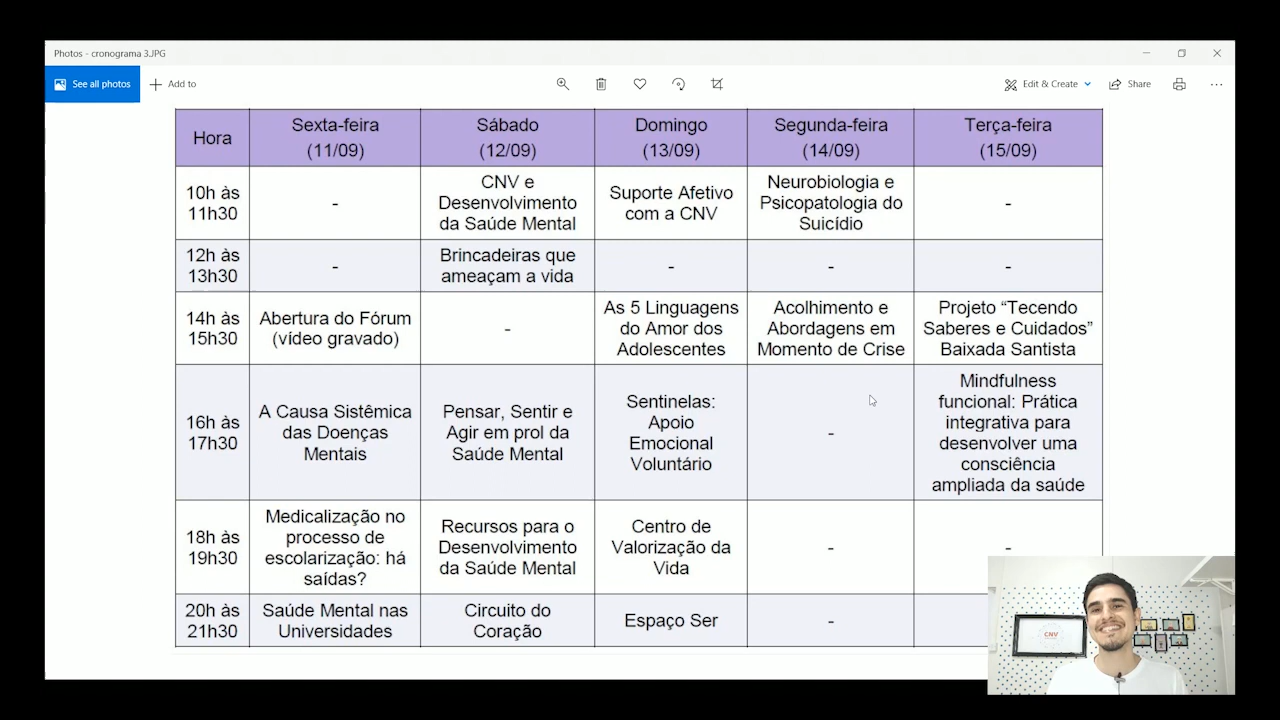 Photos - cronograma 3.JPG
See all photos
Add to
Edit & Create
Share
Hora
Sexta-feira
(11/09)
Sábado
(12/09)
Domingo
(13/09)
Segunda-feira
(14/09)
Terça-feira
(15/09)
10h às
11h30
-
CNV e
Desenvolvimento
da Saúde Mental
Suporte Afetivo
com a CNV
Neurobiologia e
Psicopatologia do
Suicídio
-
12h às
13h30
-
Brincadeiras que
ameaçam a vida
-
-
-
14h às
15h30
Abertura do Fórum
(vídeo gravado)
-
As 5 Linguagens
do Amor dos
Adolescentes
Acolhimento e
Abordagens em
Momento de Crise
Projeto “Tecendo
Saberes e Cuidados”
Baixada Santista
16h às
17h30
A Causa Sistêmica
das Doenças
Mentais
Pensar, Sentir e
Agir em prol da
Saúde Mental
Sentinelas:
Apoio
Emocional
Voluntário
-
Mindfulness
funcional: Prática
integrativa para
desenvolver uma
consciência
ampliada da saúde
18h às
19h30
Medicalização no
processo de
escolarização: há
saídas?
Recursos para o
Desenvolvimento
da Saúde Mental
Centro de
Valorização da
Vida
-
-
20h às
21h30
Saúde Mental nas
Universidades
Circuito do
Coração
Espaço Ser
-
CNV